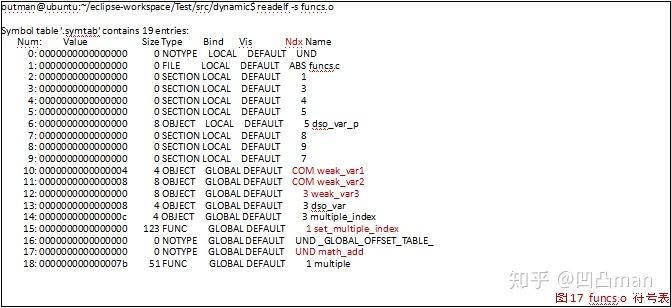 outman@ubuntu:~/eclipse-workspace/Test/src/dynamic$ readelf -s funcs.o
Symbol table '.symtab' contains 19 entries:
Num: Value Size Type Bind Vis Ndx Name
0: 0000000000000000 0 NOTYPE LOCAL DEFAULT UND
1: 0000000000000000 0 FILE LOCAL DEFAULT ABS funcs.c
2: 0000000000000000 0 SECTION LOCAL DEFAULT 1
3: 0000000000000000 0 SECTION LOCAL DEFAULT 3
4: 0000000000000000 0 SECTION LOCAL DEFAULT 4
5: 0000000000000000 0 SECTION LOCAL DEFAULT 5
6: 0000000000000000 8 OBJECT LOCAL DEFAULT 5 dso_var_p
7: 0000000000000000 0 SECTION LOCAL DEFAULT 8
8: 0000000000000000 0 SECTION LOCAL DEFAULT 9
9: 0000000000000000 0 SECTION LOCAL DEFAULT 7
10: 0000000000000004 4 OBJECT GLOBAL DEFAULT COM weak_var1
11: 0000000000000008 8 OBJECT GLOBAL DEFAULT COM weak_var2
12: 0000000000000000 8 OBJECT GLOBAL DEFAULT 3 weak_var3
13: 0000000000000008 4 OBJECT GLOBAL DEFAULT 3 dso_var
14: 000000000000000c 4 OBJECT GLOBAL DEFAULT 3 multiple_index
15: 0000000000000000 123 FUNC GLOBAL DEFAULT 1 set_multiple_index
16: 0000000000000000 0 NOTYPE GLOBAL DEFAULT UND _GLOBAL_OFFSET_TABLE_
17: 0000000000000000 0 NOTYPE GLOBAL DEFAULT UND math_add
18: 000000000000007b 51 FUNC GLOBAL DEFAULT 1 multiple
知乎 @凹凸man
图17 funcs.o 符号表